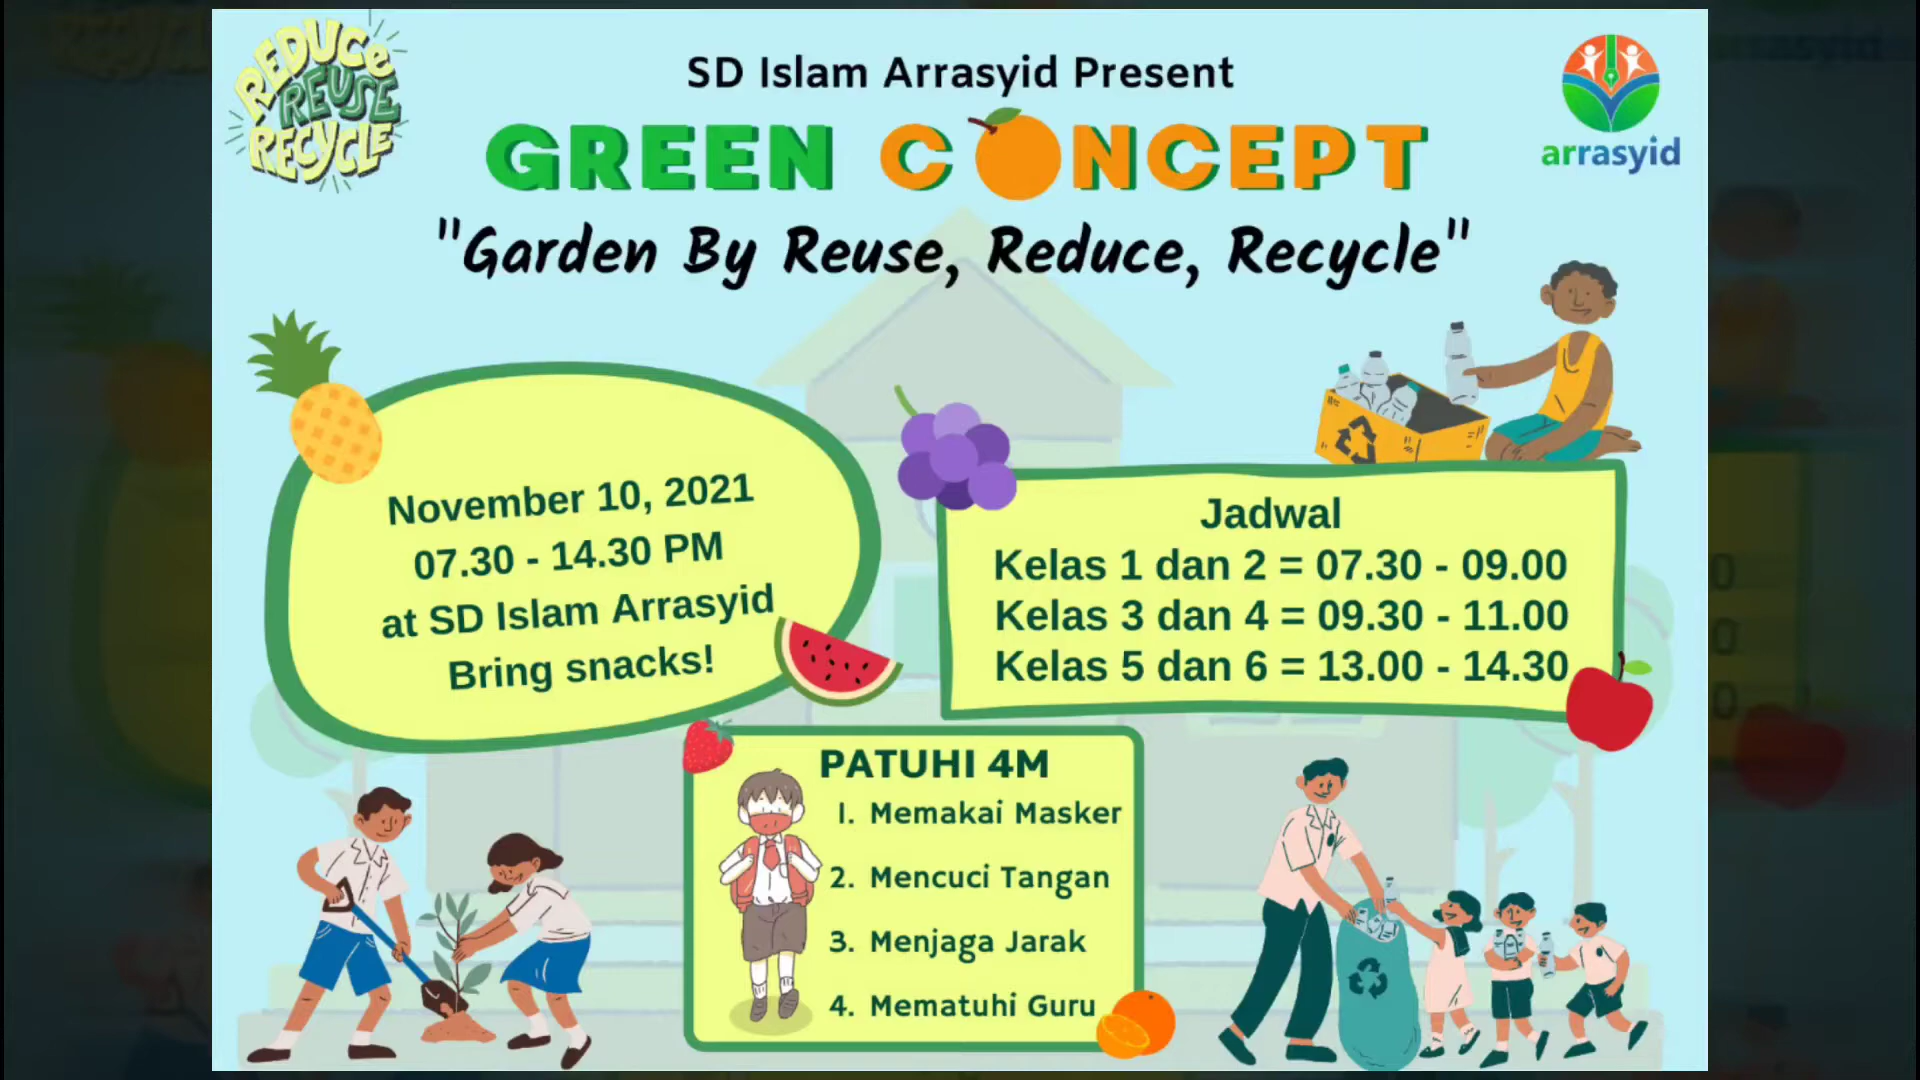 REDUCE
REUSE
RECYCLE
SD Islam Arrasyid Present
arrasyid
GREEN CONCEPT
"Garden By Reuse, Reduce, Recycle"
November 10, 2021
07.30 - 14.30 PM
at SD Islam Arrasyid
Bring snacks!
Jadwal
Kelas 1 dan 2 = 07.30 - 09.00
Kelas 3 dan 4 = 09.30 - 11.00
Kelas 5 dan 6 = 13.00 - 14.30
PATUHI 4M
1. Memakai Masker
2. Mencuci Tangan
3. Menjaga Jarak
4. Mematuhi Guru